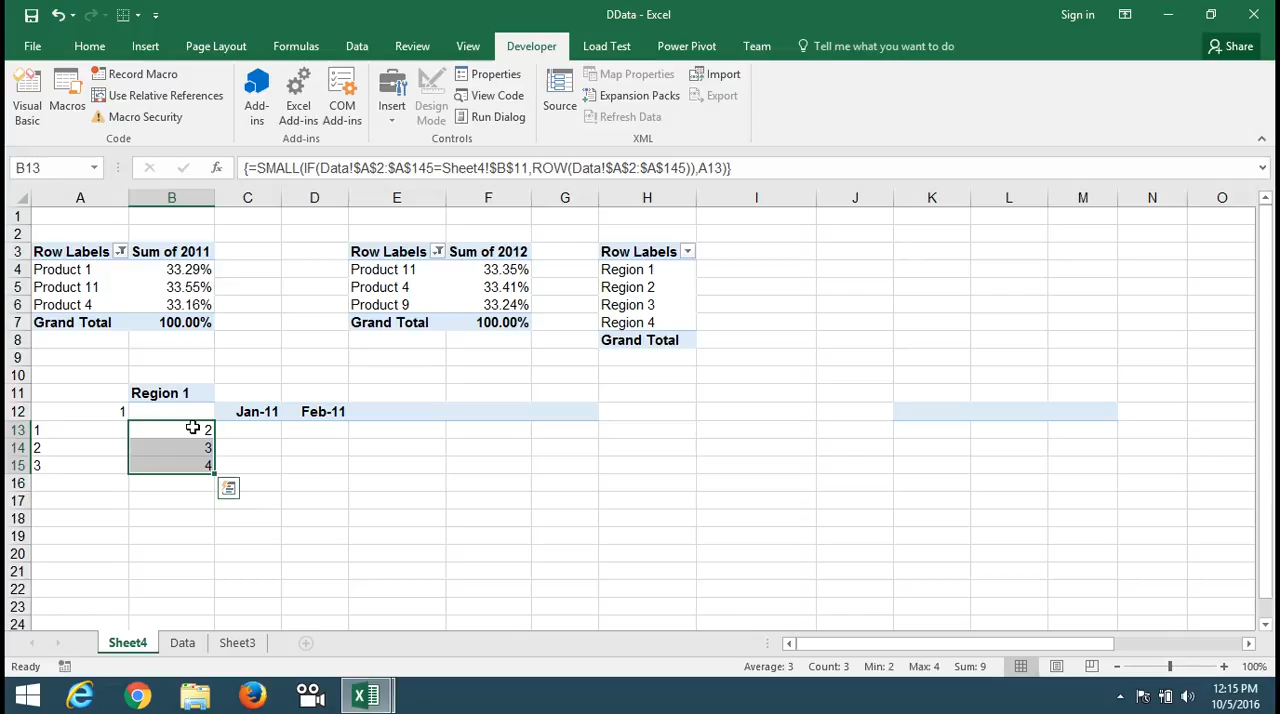 DData - Excel
Sign in
File Home Insert Page Layout Formulas Data Review View Developer Load Test Power Pivot Team Tell me what you want to do Share
Visual Basic
Macros
Record Macro
Use Relative References
Macro Security
Code
Add-ins
Excel Add-ins
COM Add-ins
Add-ins
Insert
Design Mode
Properties
View Code
Run Dialog
Controls
Source
Map Properties
Expansion Packs
Refresh Data
Import
Export
XML
B13 fx {=SMALL(IF(Data!$A$2:$A$145=Sheet4!$B$11,ROW(Data!$A$2:$A$145)),A13)}
A B C D E F G H I J K L M N O
1
2
3 Row Labels Sum of 2011 Row Labels Sum of 2012 Row Labels
4 Product 1 33.29% Product 11 33.35% Region 1
5 Product 11 33.55% Product 4 33.41% Region 2
6 Product 4 33.16% Product 9 33.24% Region 3
7 Grand Total 100.00% Grand Total 100.00% Region 4
8 Grand Total
9
10
11 Region 1
12 1 Jan-11 Feb-11
13 1 2
14 2 3
15 3 4
16
17
18
19
20
21
22
23
24
Sheet4 Data Sheet3
Ready Average: 3 Count: 3 Min: 2 Max: 4 Sum: 9 100%
12:15 PM
10/5/2016